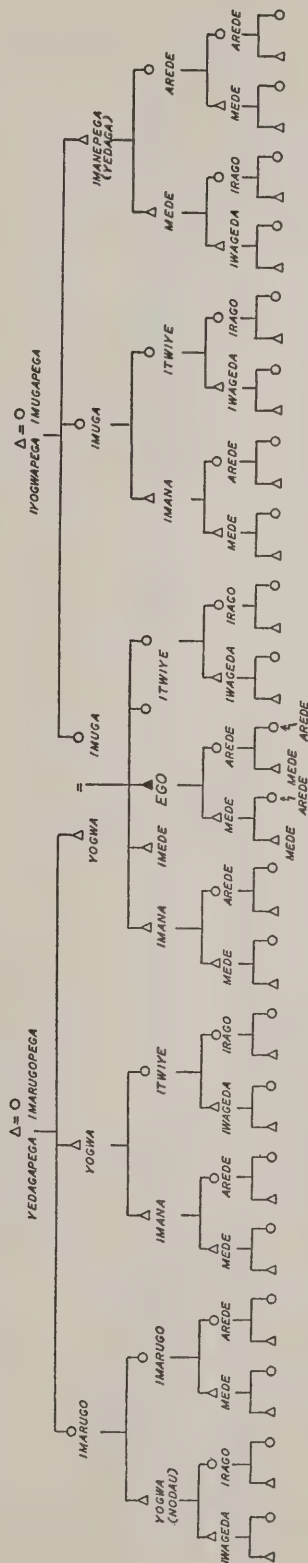 YEDAGAPEGA IMARUGOPEGA IYOGWAPEGA IMUGAPEGA
IMARUGO YOGWA YOGWA IMUGA IMUGA IMANEPEGA
(YEDAGA)
YOGWA IMARUGO IMANA ITWIYE IMANA IMEDE EGO ITWIYE IMANA ITWIYE MEDE AREDE
(NODAU)
IWAGEDA IRAGO MEDE AREDE MEDE AREDE IWAGEDA IRAGO MEDE AREDE MEDE AREDE IWAGEDA IRAGO MEDE AREDE IWAGEDA IRAGO IWAGEDA IRAGO MEDE AREDE
MEDE AREDE MEDE AREDE